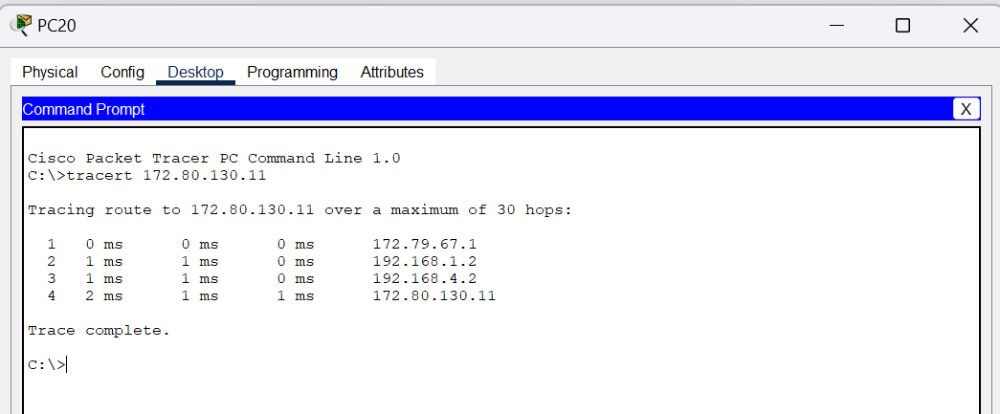 PC20
Physical Config Desktop Programming Attributes
Command Prompt X
Cisco Packet Tracer PC Command Line 1.0
C:\>tracert 172.80.130.11
Tracing route to 172.80.130.11 over a maximum of 30 hops:
1 0 ms 0 ms 0 ms 172.79.67.1
2 1 ms 1 ms 0 ms 192.168.1.2
3 1 ms 1 ms 0 ms 192.168.4.2
4 2 ms 1 ms 1 ms 172.80.130.11
Trace complete.
C:\>